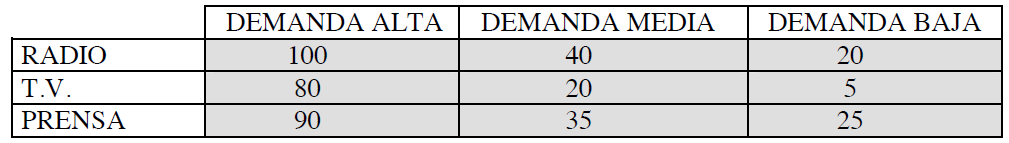 DEMANDA ALTA DEMANDA MEDIA DEMANDA BAJA
RADIO 100 40 20
T.V. 80 20 5
PRENSA 90 35 25